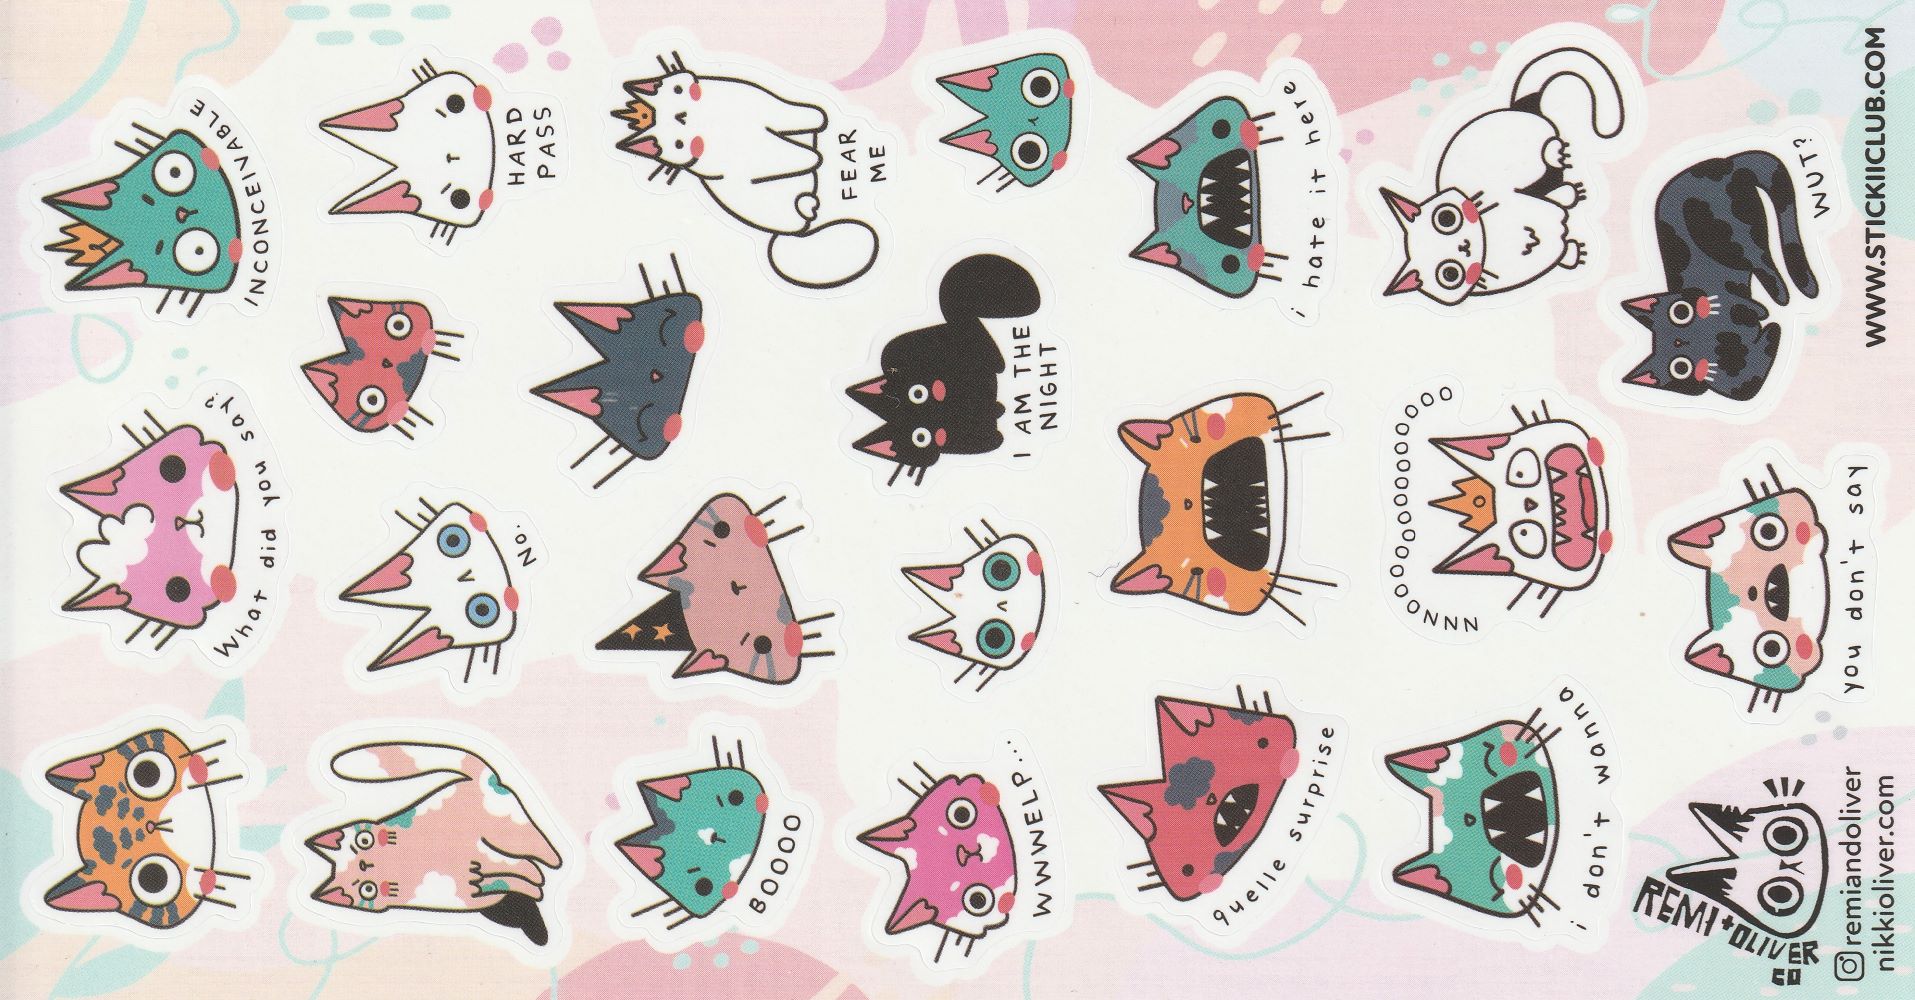 What did you say?
INCONCEIVABLE
No.
HARD
PASS
BOOOO
FEAR
ME
WWWELP...
I AM THE
NIGHT
quelle surprise
i hate it here
i don't wanna
NNNOOOOOOOOOOOOOO
REMI + OLIVER
CO
you don't say
WUT?
remiandoliver
nikkioliver.com
WWW.STICKIICLUB.COM